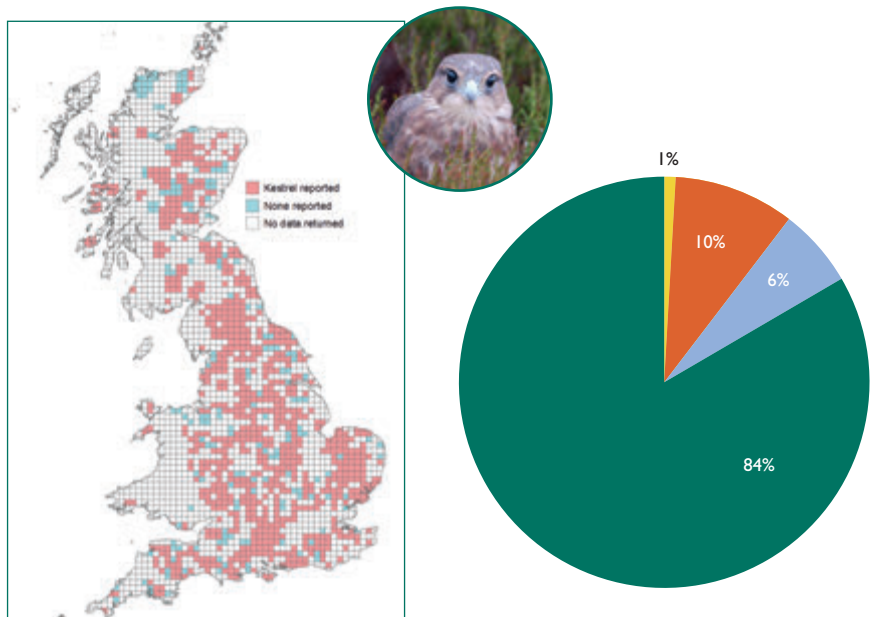 Kestrel reported
None reported
No data returned
1%
10%
6%
84%